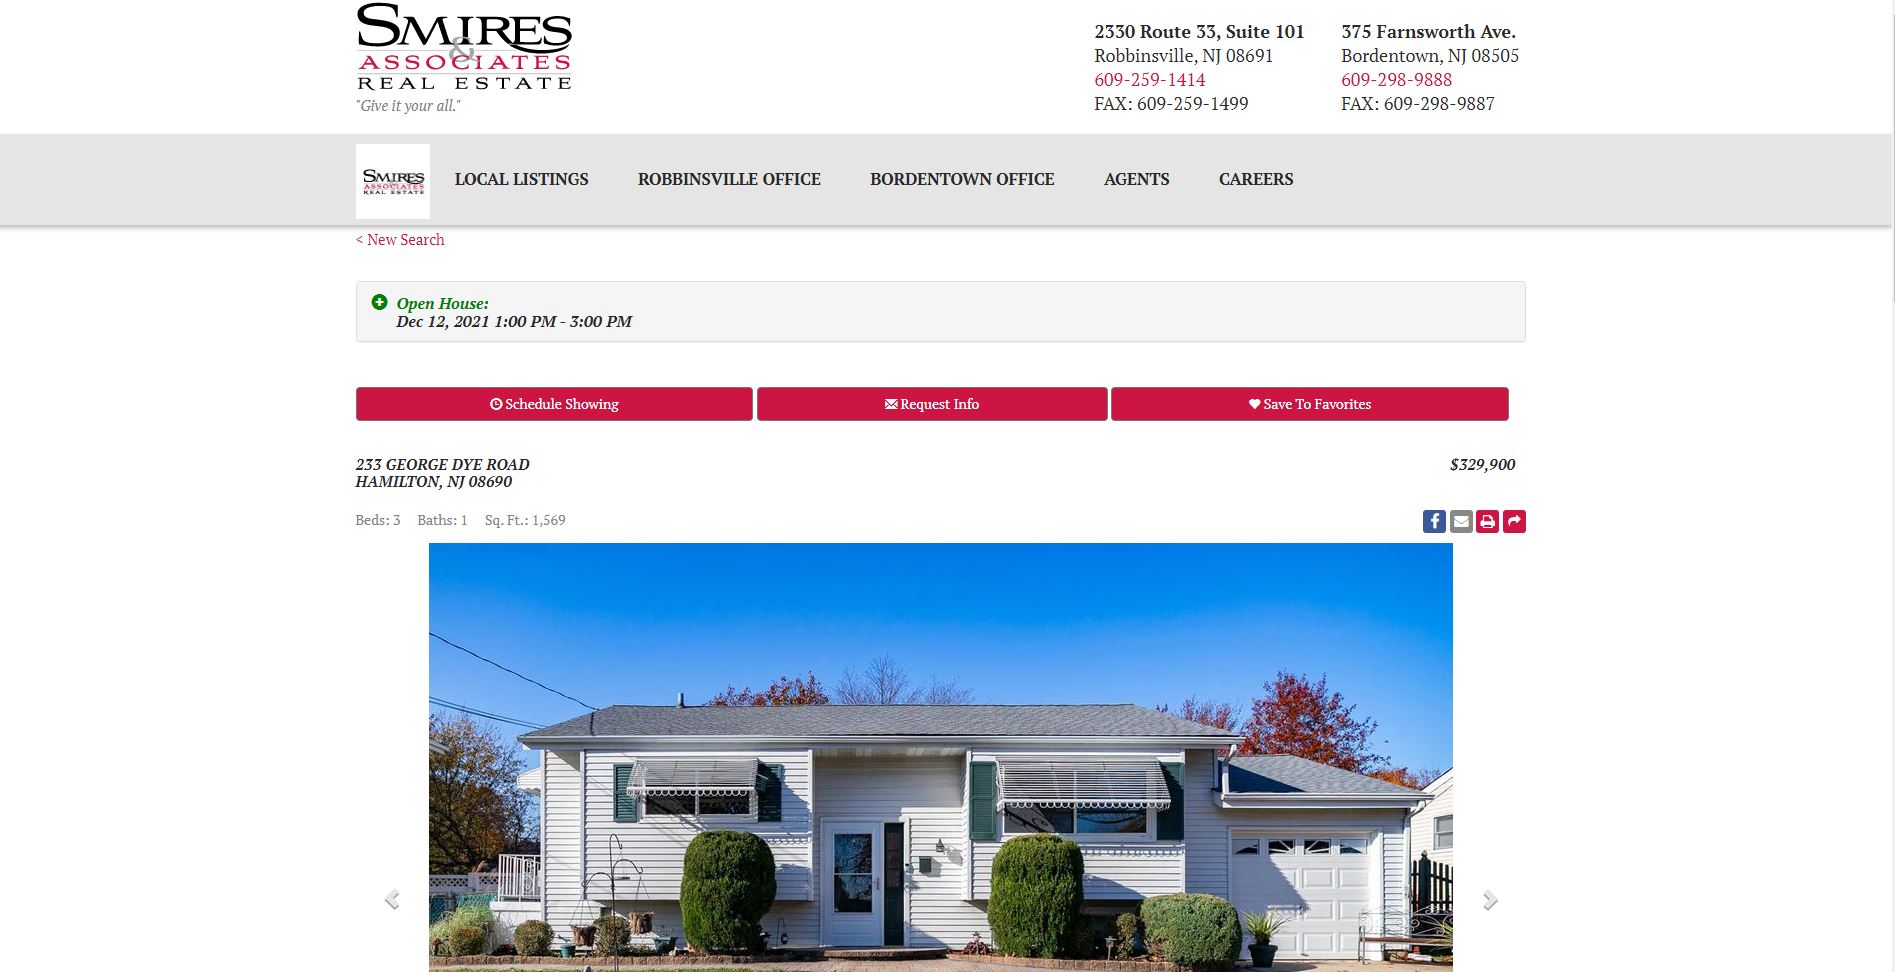 SMIRES
&
ASSOCIATES
REAL ESTATE
"Give it your all."
2330 Route 33, Suite 101
Robbinsville, NJ 08691
609-259-1414
FAX: 609-259-1499
375 Farnsworth Ave.
Bordentown, NJ 08505
609-298-9888
FAX: 609-298-9887
SMIRES
ASSOCIATES
REAL ESTATE
LOCAL LISTINGS
ROBBINSVILLE OFFICE
BORDENTOWN OFFICE
AGENTS
CAREERS
< New Search
Open House:
Dec 12, 2021 1:00 PM - 3:00 PM
Schedule Showing
Request Info
Save To Favorites
233 GEORGE DYE ROAD
HAMILTON, NJ 08690
$329,900
Beds: 3 Baths: 1 Sq. Ft.: 1,569